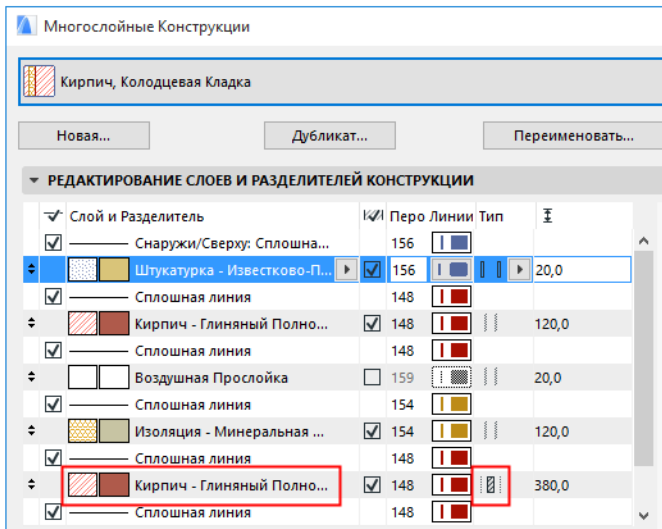 Многослойные Конструкции
Кирпич, Колодцевая Кладка
Новая... Дубликат... Переименовать...
РЕДАКТИРОВАНИЕ СЛОЕВ И РАЗДЕЛИТЕЛЕЙ КОНСТРУКЦИИ
Слой и Разделитель Перо Линии Тип
Снаружи/Сверху: Сплошна... 156
Штукатурка - Известково-П... 156 20,0
Сплошная линия 148
Кирпич - Глиняный Полно... 148 120,0
Сплошная линия 148
Воздушная Прослойка 159 20,0
Сплошная линия 154
Изоляция - Минеральная ... 154 120,0
Сплошная линия 148
Кирпич - Глиняный Полно... 148 380,0
Сплошная линия 148